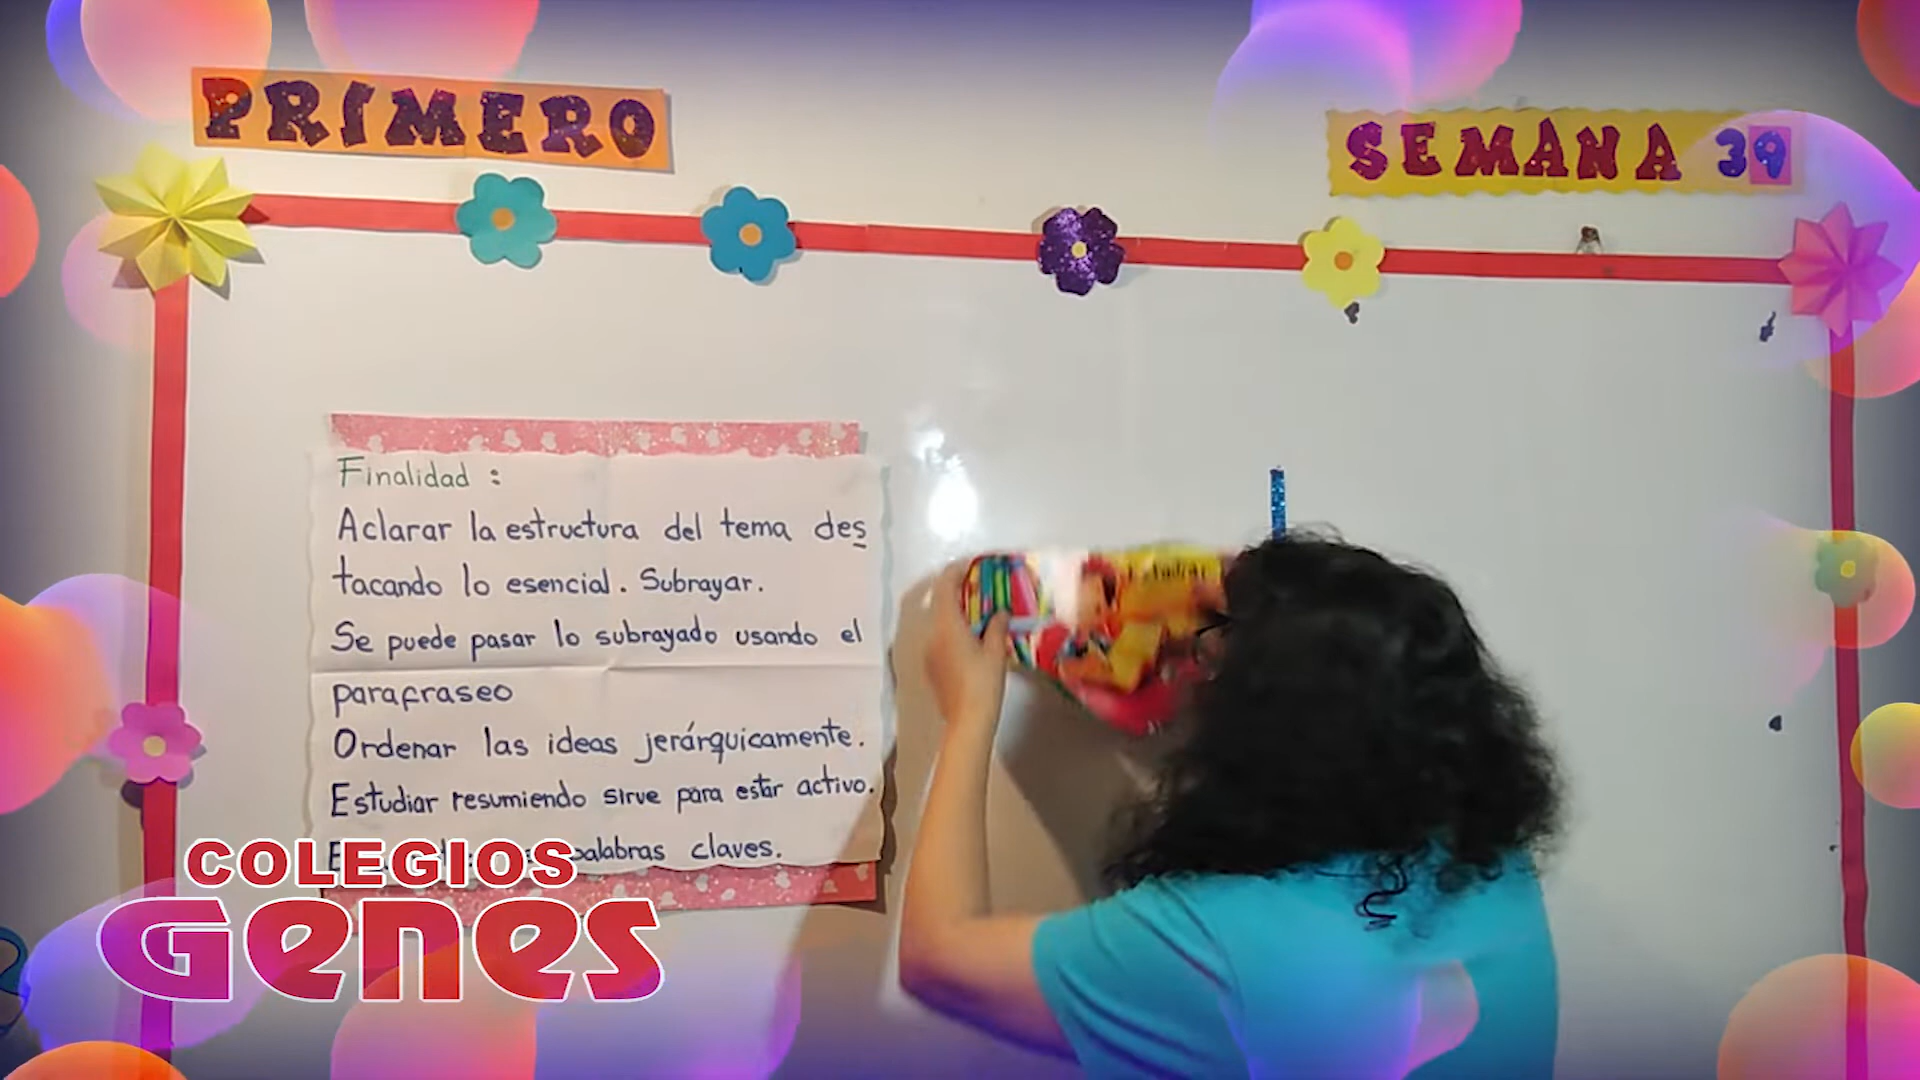 PRIMERO
SEMANA 39
Finalidad :
Aclarar la estructura del tema des
tacando lo esencial. Subrayar.
Se puede pasar lo subrayado usando el
parafraseo
Ordenar las ideas jerárquicamente.
Estudiar resumiendo sirve para estar activo.
palabras claves.
Estudiar
COLEGIOS
Genes